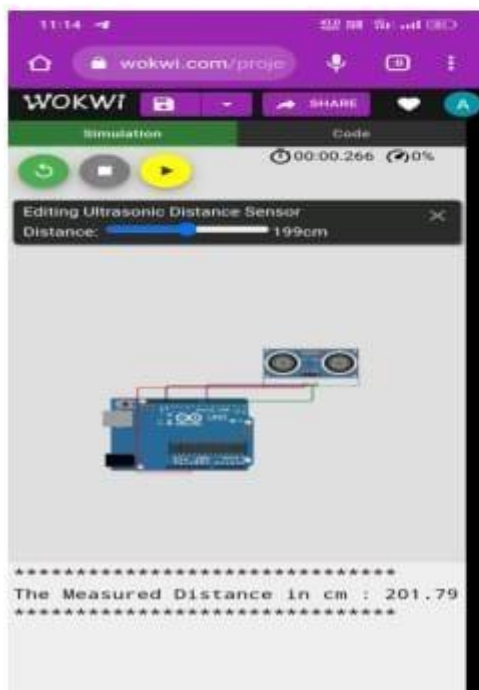 11:14
wokwi.com/proje
WOKWI
SHARE
A
Simulation
Code
00:00.266
0%
Editing Ultrasonic Distance Sensor
Distance:
199cm
*******************************
The Measured Distance in cm : 201.79
*******************************